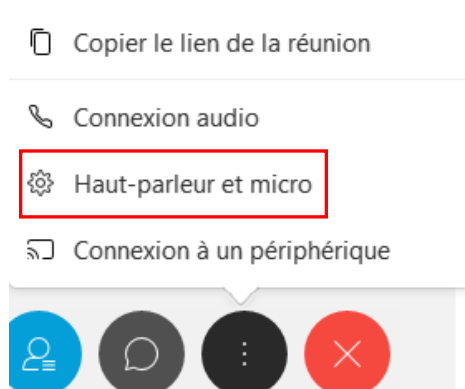 Copier le lien de la réunion
Connexion audio
Haut-parleur et micro
Connexion à un périphérique